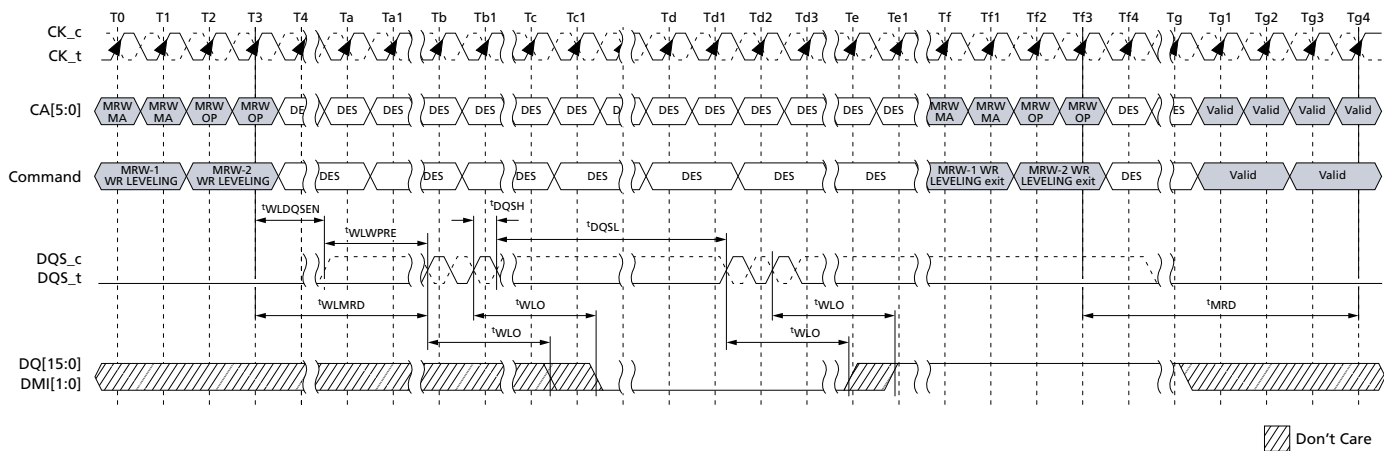 T0 T1 T2 T3 T4 Ta Ta1 Tb Tb1 Tc Tc1 Td Td1 Td2 Td3 Te Te1 Tf Tf1 Tf2 Tf3 Tf4 Tg Tg1 Tg2 Tg3 Tg4
CK_c
CK_t
CA[5:0]
MRW MRW MRW MRW DES DES DES DES DES DES DES DES DES DES DES DES DES MRW MRW MRW MRW DES ES Valid Valid Valid Valid
MA MA OP OP MA MA OP OP
Command
MRW-1 MRW-2 DES DES DES DES DES DES DES MRW-1 WR MRW-2 WR DES Valid Valid
WR LEVELING WR LEVELING LEVELING exit LEVELING exit
tWLDQSEN tDQSH
tWLWPRE tDQSL
DQS_c
DQS_t
tWLMRD tWLO tWLO tMRD
tWLO tWLO
DQ[15:0]
DMI[1:0]
Don't Care